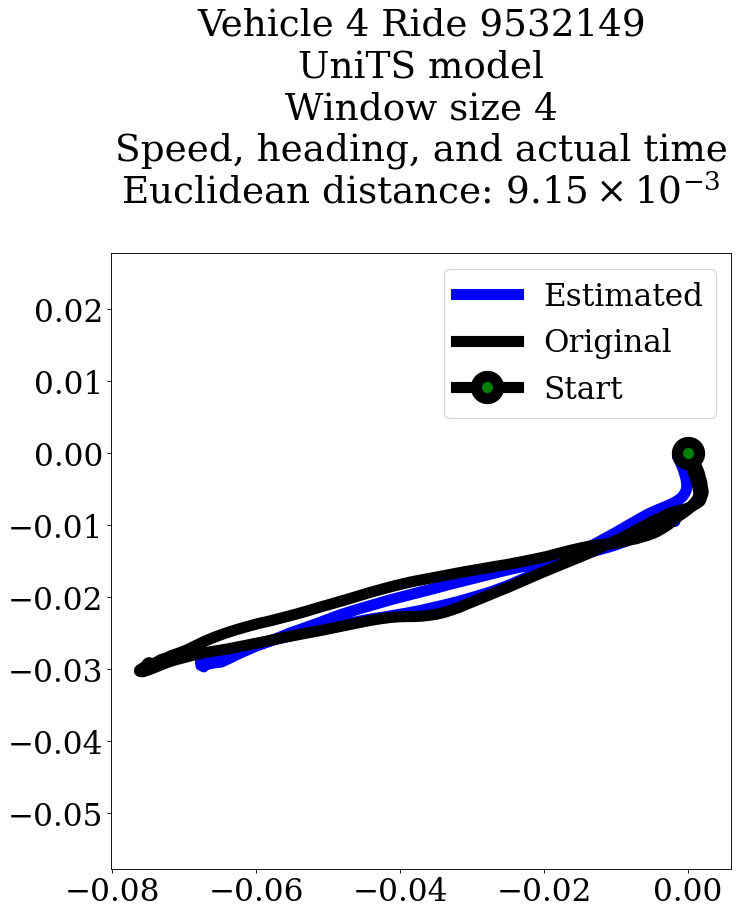 Vehicle 4 Ride 9532149
UniTS model
Window size 4
Speed, heading, and actual time
Euclidean distance: 9.15 × 10⁻³
Estimated
Original
Start
0.02
0.01
0.00
−0.01
−0.02
−0.03
−0.04
−0.05
−0.08 −0.06 −0.04 −0.02 0.00